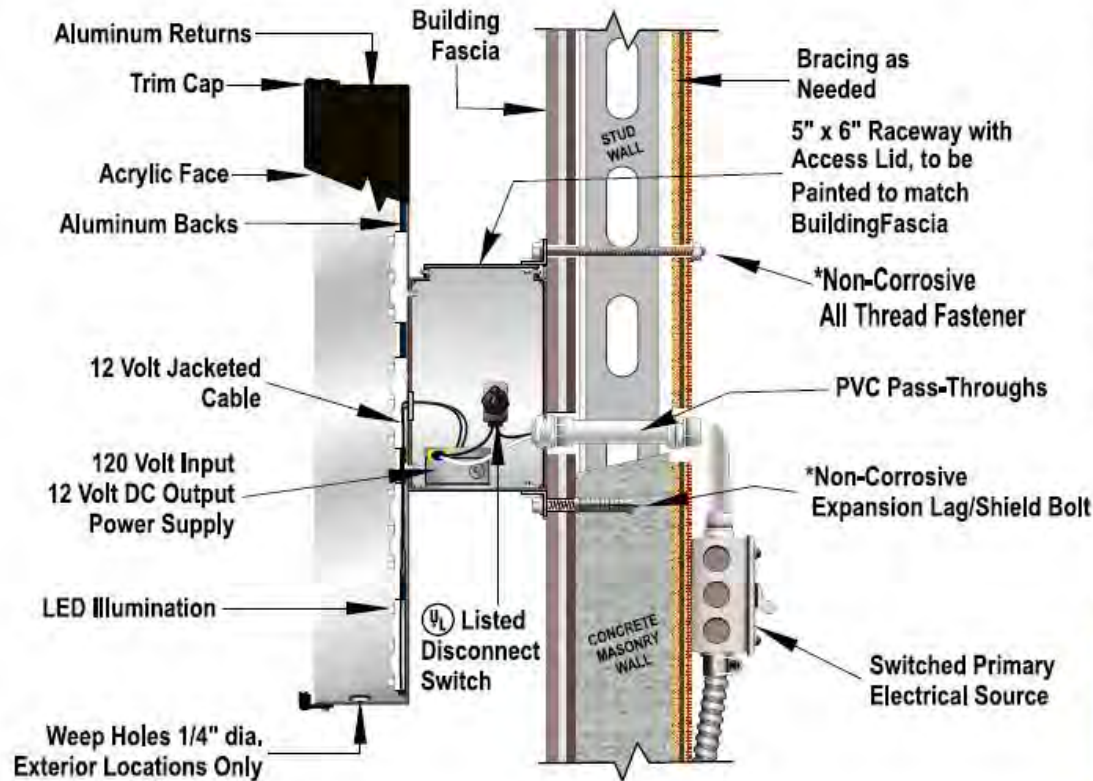 Aluminum Returns
Trim Cap
Acrylic Face
Aluminum Backs
12 Volt Jacketed
Cable
120 Volt Input
12 Volt DC Output
Power Supply
LED Illumination
Weep Holes 1/4" dia.
Exterior Locations Only
UL Listed
Disconnect
Switch
Building
Fascia
STUD
WALL
CONCRETE
MASONRY
WALL
Bracing as
Needed
5" x 6" Raceway with
Access Lid, to be
Painted to match
BuildingFascia
*Non-Corrosive
All Thread Fastener
PVC Pass-Throughs
*Non-Corrosive
Expansion Lag/Shield Bolt
Switched Primary
Electrical Source